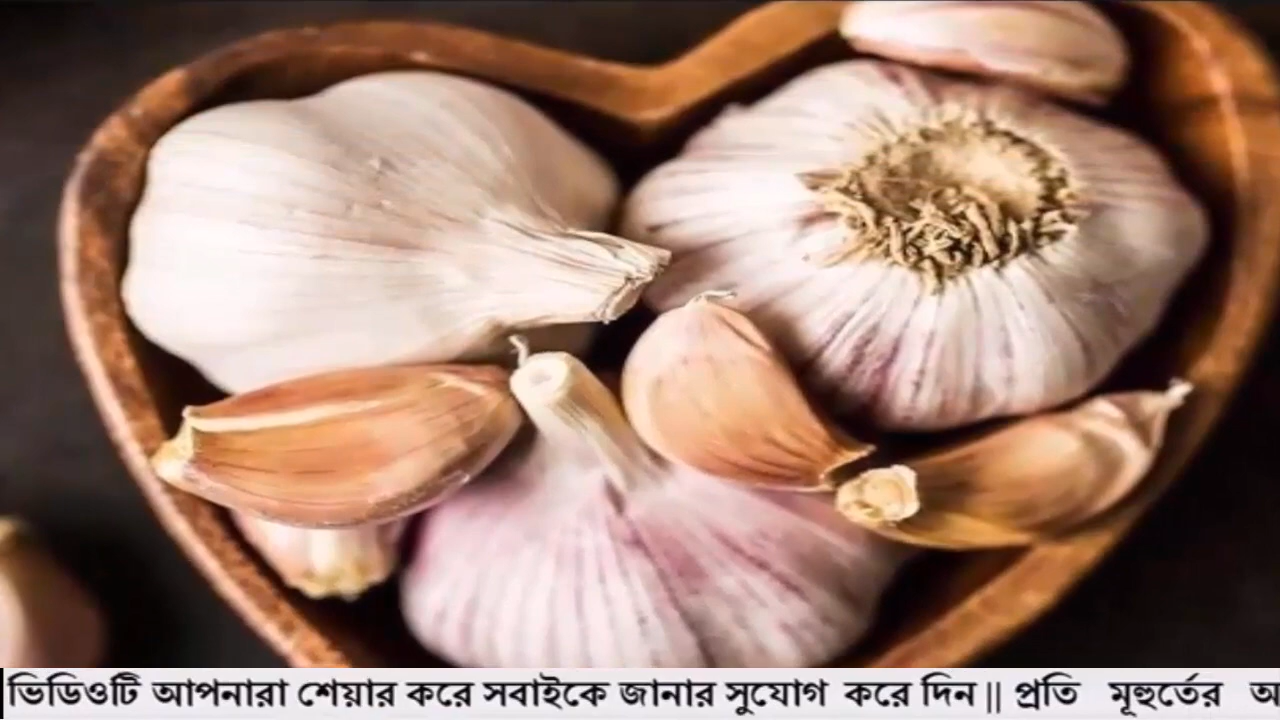 ভিডিওটি আপনারা শেয়ার করে সবাইকে জানার সুযোগ করে দিন || প্রতি মূহুর্তের